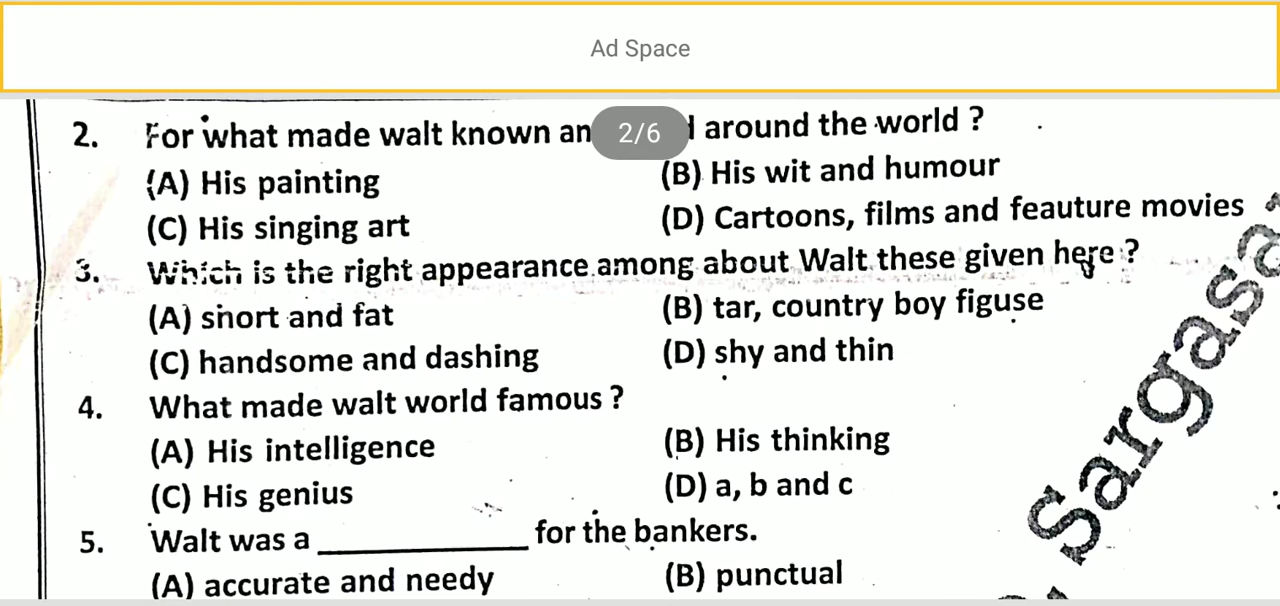 Ad Space
2. For what made walt known an 2/6 d around the world ?
(A) His painting (B) His wit and humour
(C) His singing art (D) Cartoons, films and feauture movies
3. Which is the right appearance among about Walt these given here ?
(A) short and fat (B) tar, country boy figuse
(C) handsome and dashing (D) shy and thin
4. What made walt world famous ?
(A) His intelligence (B) His thinking
(C) His genius (D) a, b and c
5. Walt was a ____________ for the bankers.
(A) accurate and needy (B) punctual
Sargasa